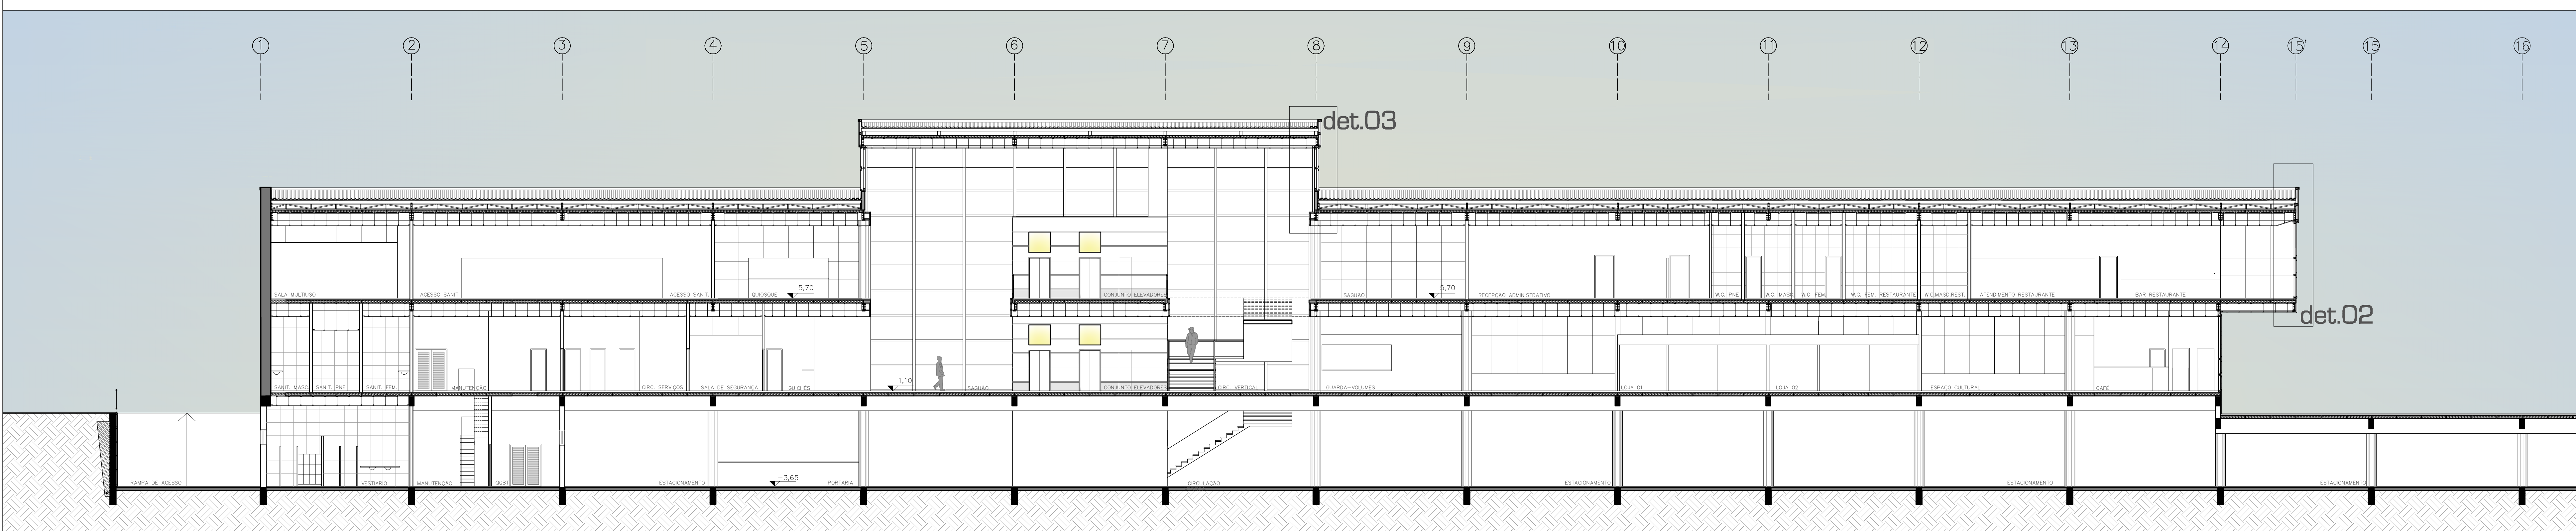 1 2 3 4 5 6 7 8 9 10 11 12 13 14 15' 15 16
det.03
SALA MULTIUSO ACESSO SANIT. ACESSO SANIT. QUIOSQUE 5,70 CONJUNTO ELEVADORES SAGUÃO 5,70 RECEPÇÃO ADMINISTRATIVO W.C. PNE W.C. MASC W.C. FEM. W.C. FEM. RESTAURANTE W.C.MASC.REST. ATENDIMENTO RESTAURANTE BAR RESTAURANTE
det.02
SANIT. MASC. SANIT. PNE SANIT. FEM. MANUTENÇÃO CIRC. SERVIÇOS SALA DE SEGURANÇA GUICHÊS 1,10 SAGUÃO CONJUNTO ELEVADORES CIRC. VERTICAL GUARDA-VOLUMES LOJA 01 LOJA 02 ESPAÇO CULTURAL CAFÉ
RAMPA DE ACESSO VESTIÁRIO MANUTENÇÃO QGBT ESTACIONAMENTO -3,65 PORTARIA CIRCULAÇÃO ESTACIONAMENTO ESTACIONAMENTO ESTACIONAMENTO